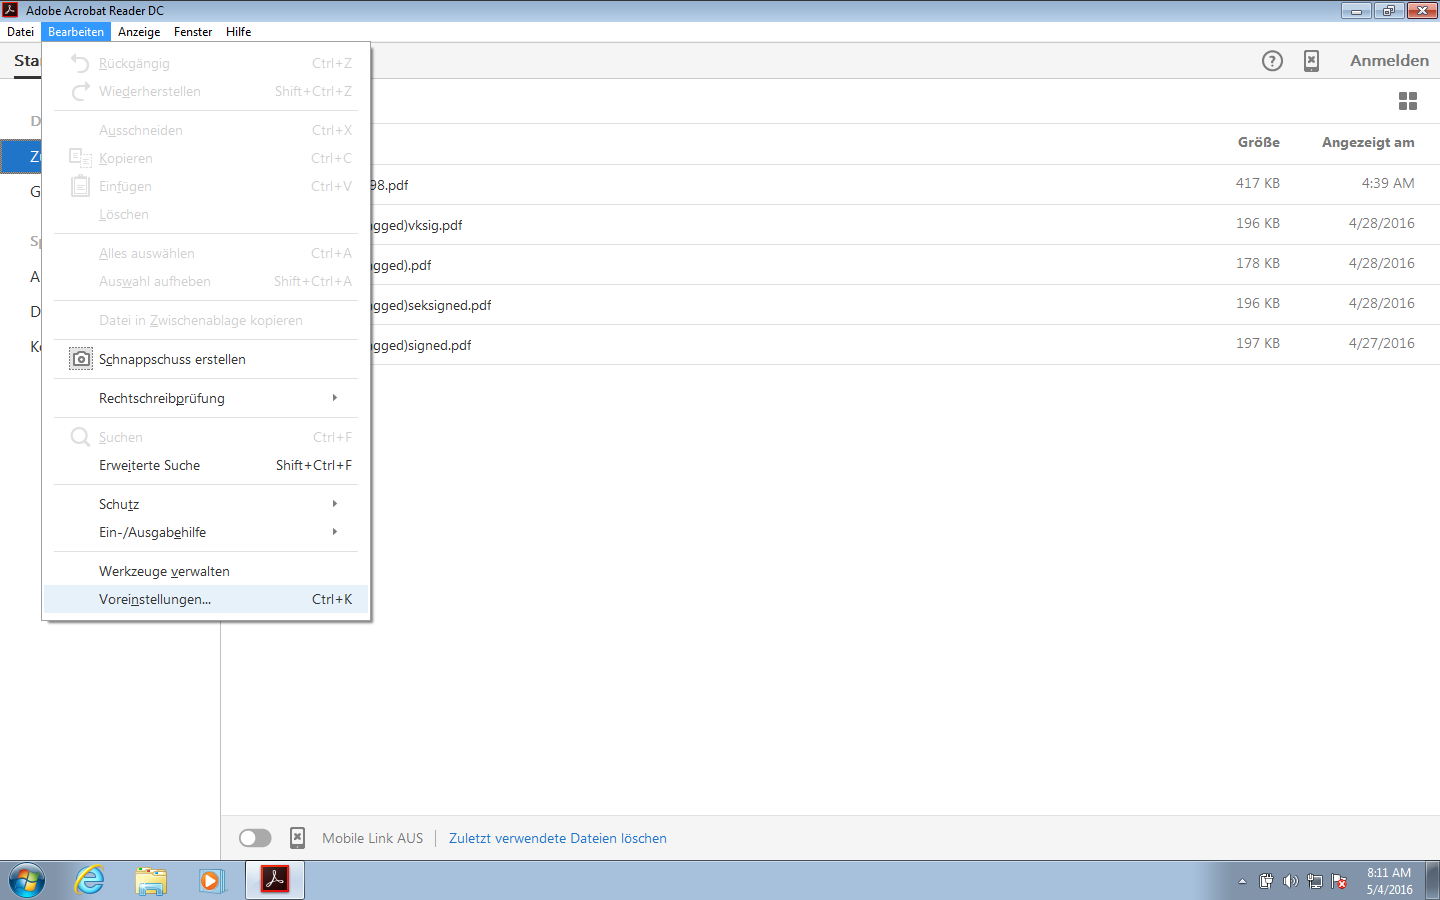 Adobe Acrobat Reader DC
Datei Bearbeiten Anzeige Fenster Hilfe
Anmelden
Rückgängig Ctrl+Z
Wiederherstellen Shift+Ctrl+Z
Ausschneiden Ctrl+X
Kopieren Ctrl+C
Einfügen Ctrl+V
Löschen
Alles auswählen Ctrl+A
Auswahl aufheben Shift+Ctrl+A
Datei in Zwischenablage kopieren
Schnappschuss erstellen
Rechtschreibprüfung
Suchen Ctrl+F
Erweiterte Suche Shift+Ctrl+F
Schutz
Ein-/Ausgabehilfe
Werkzeuge verwalten
Voreinstellungen... Ctrl+K
Größe Angezeigt am
98.pdf 417 KB 4:39 AM
gged)vksig.pdf 196 KB 4/28/2016
gged).pdf 178 KB 4/28/2016
gged)seksigned.pdf 196 KB 4/28/2016
gged)signed.pdf 197 KB 4/27/2016
Mobile Link AUS Zuletzt verwendete Dateien löschen
8:11 AM
5/4/2016